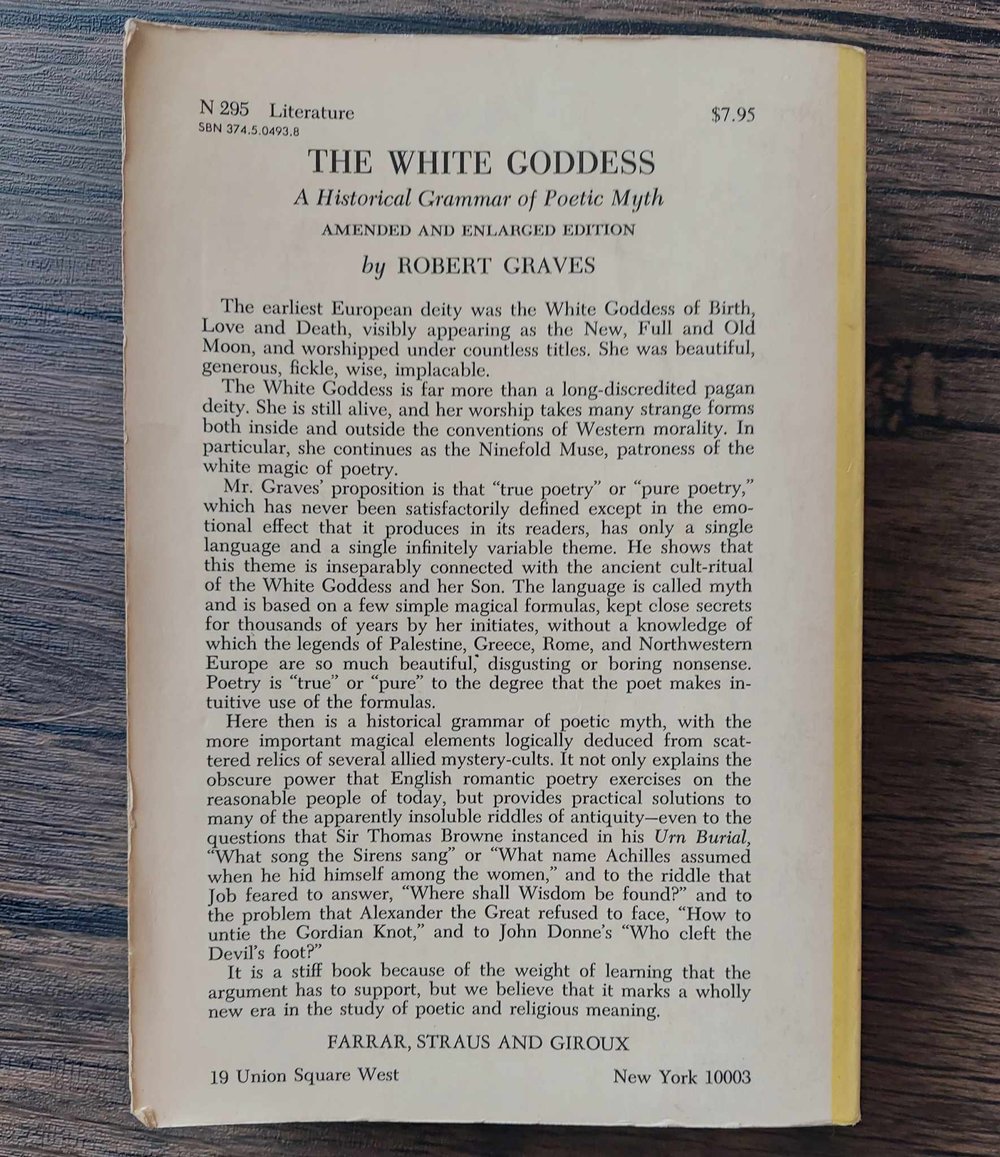 N 295 Literature $7.95
SBN 374.5.0493.8
THE WHITE GODDESS
A Historical Grammar of Poetic Myth
AMENDED AND ENLARGED EDITION
by ROBERT GRAVES
The earliest European deity was the White Goddess of Birth,
Love and Death, visibly appearing as the New, Full and Old
Moon, and worshipped under countless titles. She was beautiful,
generous, fickle, wise, implacable.
The White Goddess is far more than a long-discredited pagan
deity. She is still alive, and her worship takes many strange forms
both inside and outside the conventions of Western morality. In
particular, she continues as the Ninefold Muse, patroness of the
white magic of poetry.
Mr. Graves' proposition is that “true poetry” or “pure poetry,”
which has never been satisfactorily defined except in the emo-
tional effect that it produces in its readers, has only a single
language and a single infinitely variable theme. He shows that
this theme is inseparably connected with the ancient cult-ritual
of the White Goddess and her Son. The language is called myth
and is based on a few simple magical formulas, kept close secrets
for thousands of years by her initiates, without a knowledge of
which the legends of Palestine, Greece, Rome, and Northwestern
Europe are so much beautiful, disgusting or boring nonsense.
Poetry is “true” or “pure” to the degree that the poet makes in-
tuitive use of the formulas.
Here then is a historical grammar of poetic myth, with the
more important magical elements logically deduced from scat-
tered relics of several allied mystery-cults. It not only explains the
obscure power that English romantic poetry exercises on the
reasonable people of today, but provides practical solutions to
many of the apparently insoluble riddles of antiquity—even to the
questions that Sir Thomas Browne instanced in his Urn Burial,
“What song the Sirens sang” or “What name Achilles assumed
when he hid himself among the women,” and to the riddle that
Job feared to answer, “Where shall Wisdom be found?” and to
the problem that Alexander the Great refused to face, “How to
untie the Gordian Knot,” and to John Donne's “Who cleft the
Devil's foot?”
It is a stiff book because of the weight of learning that the
argument has to support, but we believe that it marks a wholly
new era in the study of poetic and religious meaning.
FARRAR, STRAUS AND GIROUX
19 Union Square West New York 10003